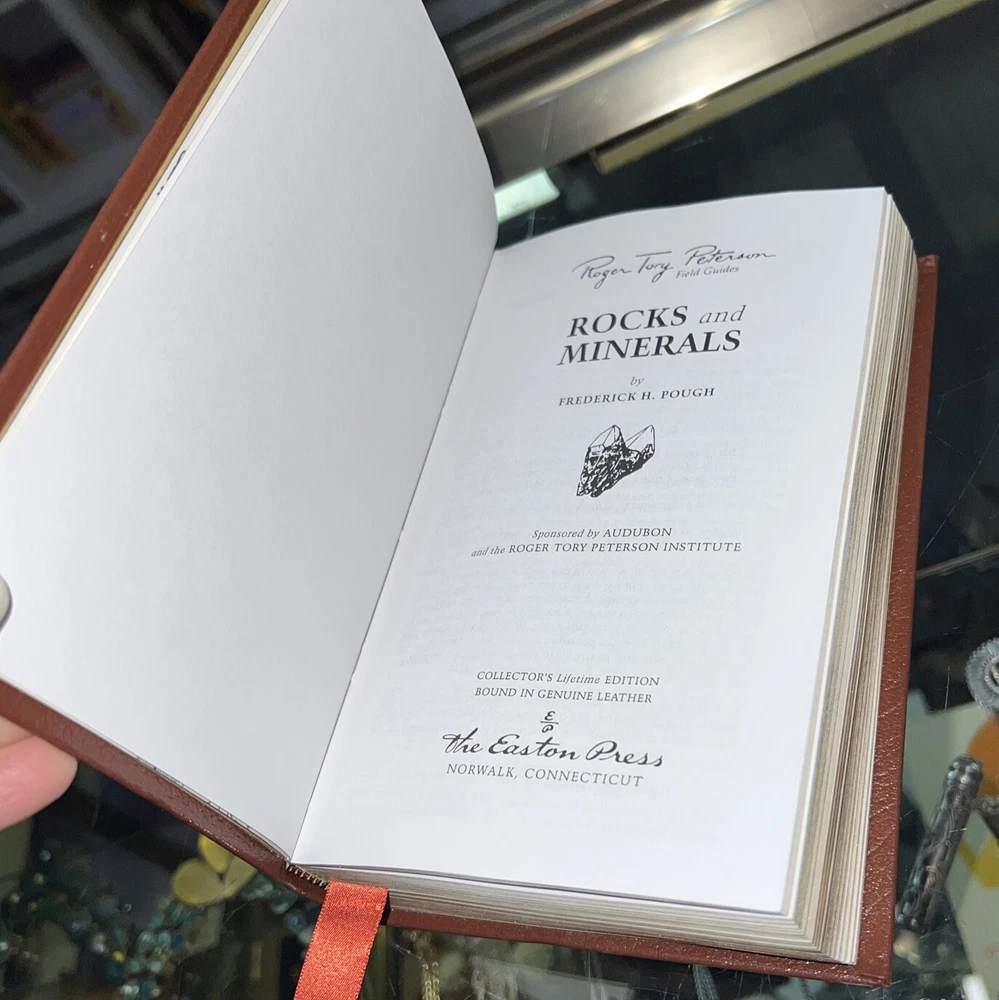 Roger Tory Peterson
Field Guides
ROCKS and
MINERALS
by
FREDERICK H. POUGH
Sponsored by AUDUBON
and the ROGER TORY PETERSON INSTITUTE
COLLECTOR'S Lifetime EDITION
BOUND IN GENUINE LEATHER
E
P
the Easton Press
NORWALK, CONNECTICUT